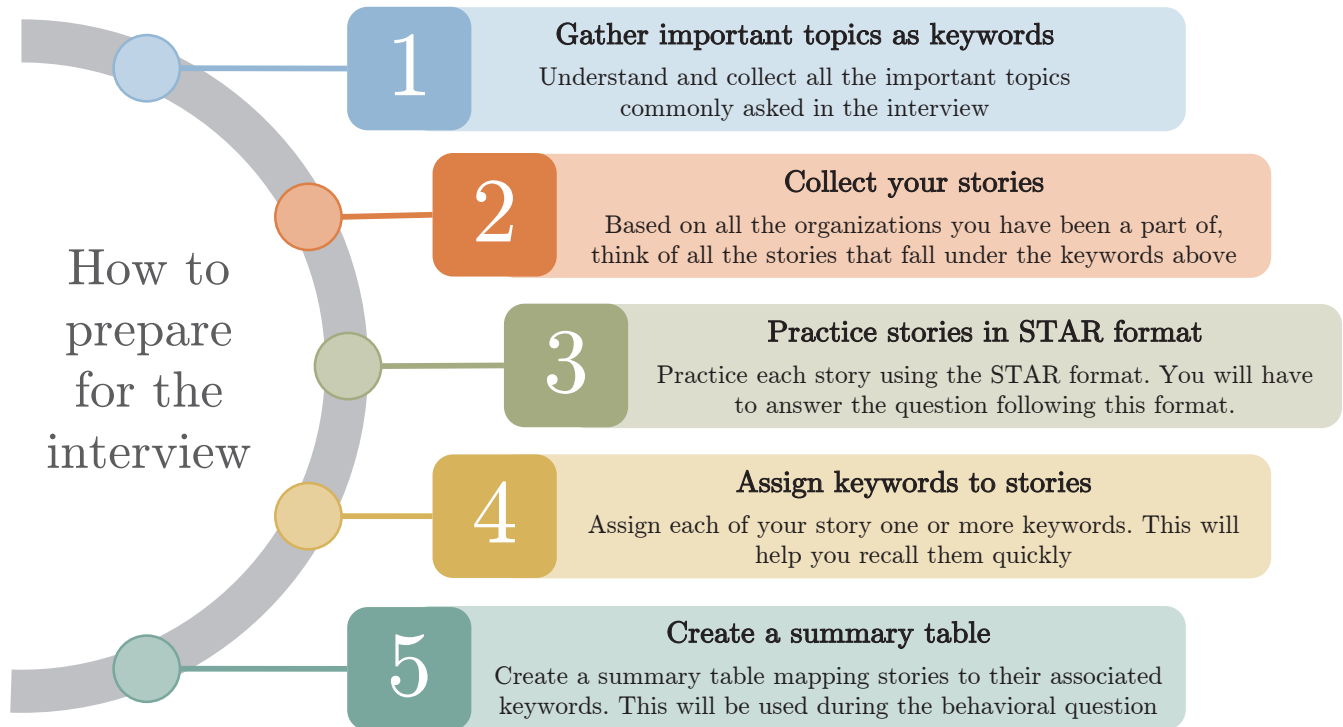 How to
prepare
for the
interview
1
Gather important topics as keywords
Understand and collect all the important topics
commonly asked in the interview
2
Collect your stories
Based on all the organizations you have been a part of,
think of all the stories that fall under the keywords above
3
Practice stories in STAR format
Practice each story using the STAR format. You will have
to answer the question following this format.
4
Assign keywords to stories
Assign each of your story one or more keywords. This will
help you recall them quickly
5
Create a summary table
Create a summary table mapping stories to their associated
keywords. This will be used during the behavioral question